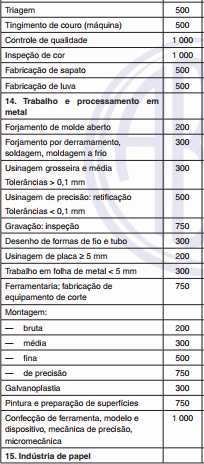 Triagem 500
Tingimento de couro (máquina) 500
Controle de qualidade 1 000
Inspeção de cor 1 000
Fabricação de sapato 500
Fabricação de luva 500
14. Trabalho e processamento em
metal
Forjamento de molde aberto 200
Forjamento por derramamento, 300
soldagem, moldagem a frio
Usinagem grosseira e média 300
Tolerâncias > 0,1 mm
Usinagem de precisão: retificação 500
Tolerâncias < 0,1 mm
Gravação: inspeção 750
Desenho de formas de fio e tubo 300
Usinagem de placa ≥ 5 mm 200
Trabalho em folha de metal < 5 mm 300
Ferramentaria; fabricação de 750
equipamento de corte
Montagem:
— bruta 200
— média 300
— fina 500
— de precisão 750
Galvanoplastia 300
Pintura e preparação de superfícies 750
Confecção de ferramenta, modelo e 1 000
dispositivo, mecânica de precisão,
micromecânica
15. Indústria de papel